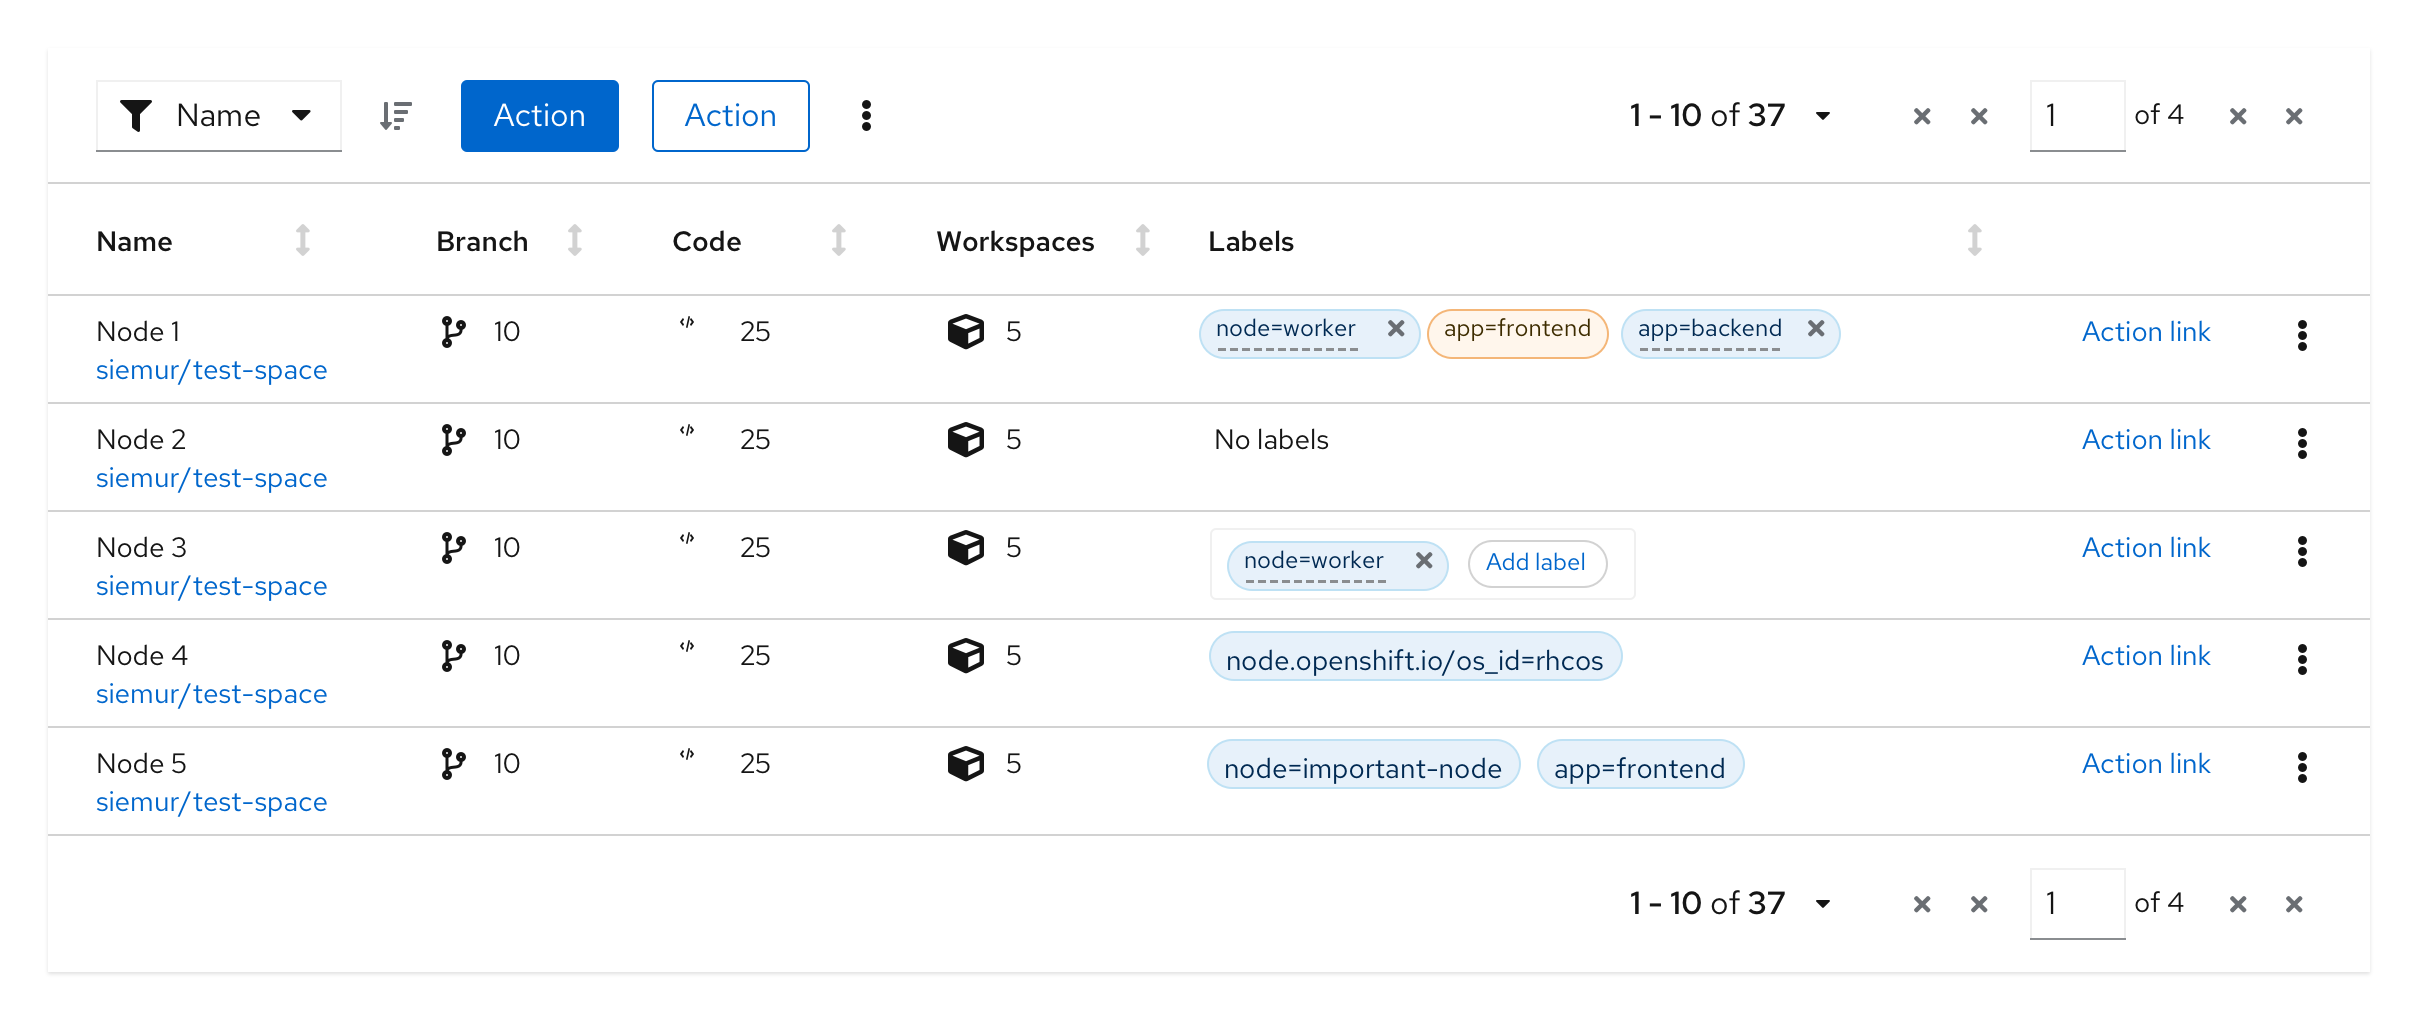 Name Action Action 1 - 10 of 37 1 of 4
Name Branch Code Workspaces Labels
Node 1 10 25 5 node=worker app=frontend app=backend Action link
siemur/test-space
Node 2 10 25 5 No labels Action link
siemur/test-space
Node 3 10 25 5 node=worker Add label Action link
siemur/test-space
Node 4 10 25 5 node.openshift.io/os_id=rhcos Action link
siemur/test-space
Node 5 10 25 5 node=important-node app=frontend Action link
siemur/test-space
1 - 10 of 37 1 of 4